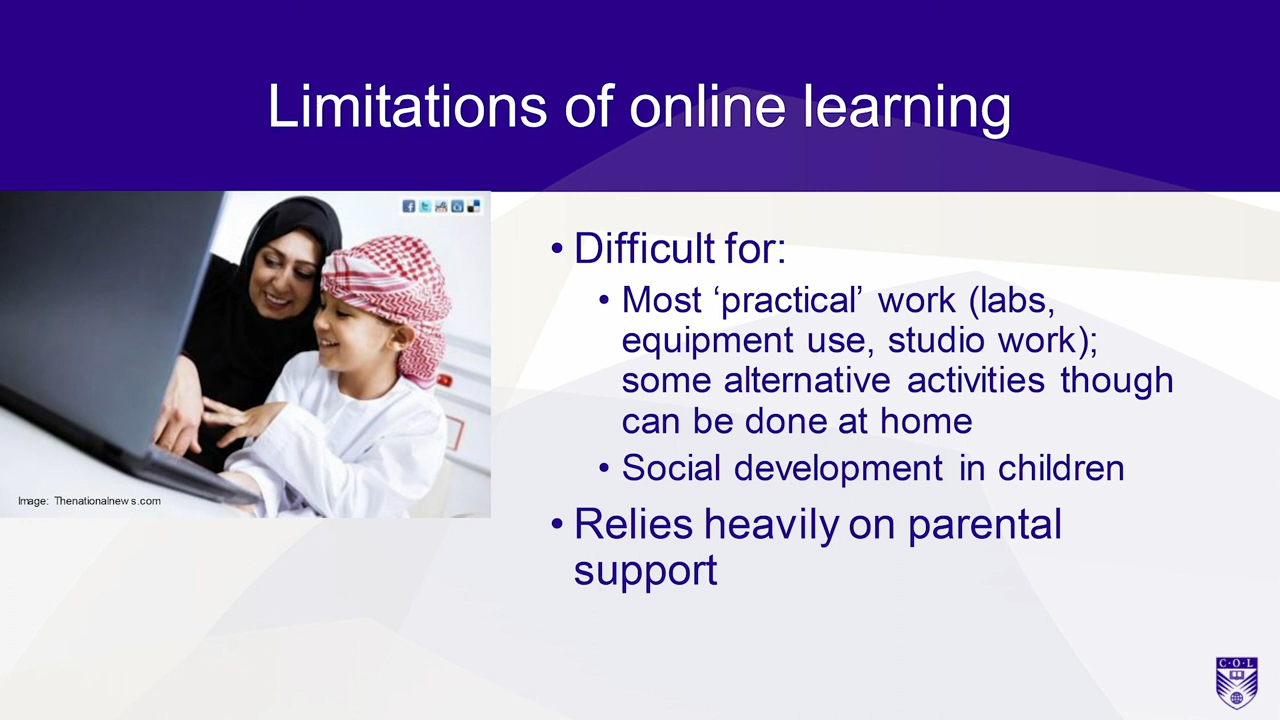 Limitations of online learning
• Difficult for:
• Most ‘practical’ work (labs,
equipment use, studio work);
some alternative activities though
can be done at home
• Social development in children
• Relies heavily on parental
support
Image: Thenationalnews.com
C·O·L